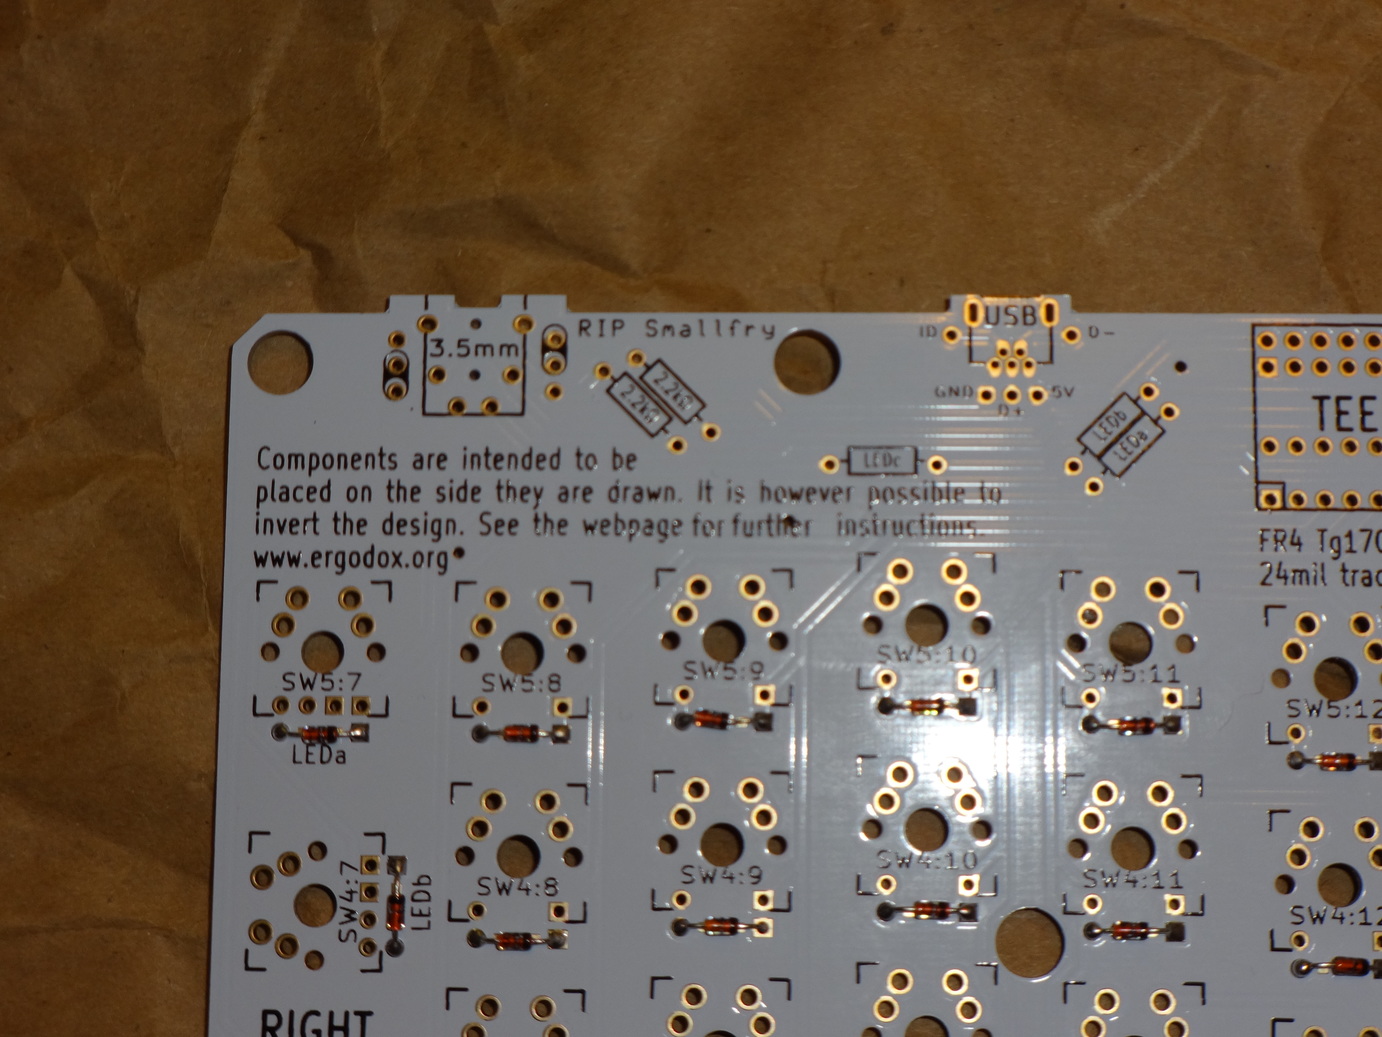 RIP Smallfry
USB
ID
D-
3.5mm
2.2kΩ
2.2kΩ
GND
D+
5V
LEDb
LEDa
TEE
LEDc
Components are intended to be
placed on the side they are drawn. It is however possible to
invert the design. See the webpage for further instructions.
www.ergodox.org
FR4 Tg170
24mil trac
SW5:7
SW5:8
SW5:9
SW5:10
SW5:11
SW5:12
LEDa
SW4:7
LEDb
SW4:8
SW4:9
SW4:10
SW4:11
SW4:12
RIGHT